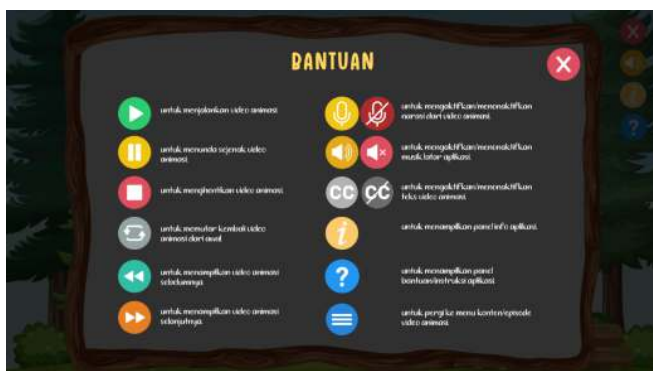 BANTUAN
untuk menjalankan video animasi.
untuk menunda sejenak video
animasi.
untuk menghentikan video animasi.
untuk memutar kembali video
animasi dari awal
untuk menampilkan video animasi
sebelumnya.
untuk menampilkan video animasi
selanjutnya.
untuk mengaktifkan/menonaktifkan
narasi dari video animasi.
untuk mengaktifkan/menonaktifkan
musik latar aplikasi.
CC CC
untuk mengaktifkan/menonaktifkan
teks video animasi.
i
untuk menampilkan panel info aplikasi.
?
untuk menampilkan panel
bantuan/instruksi aplikasi.
untuk pergi ke menu konten/episode
video animasi.
i
?